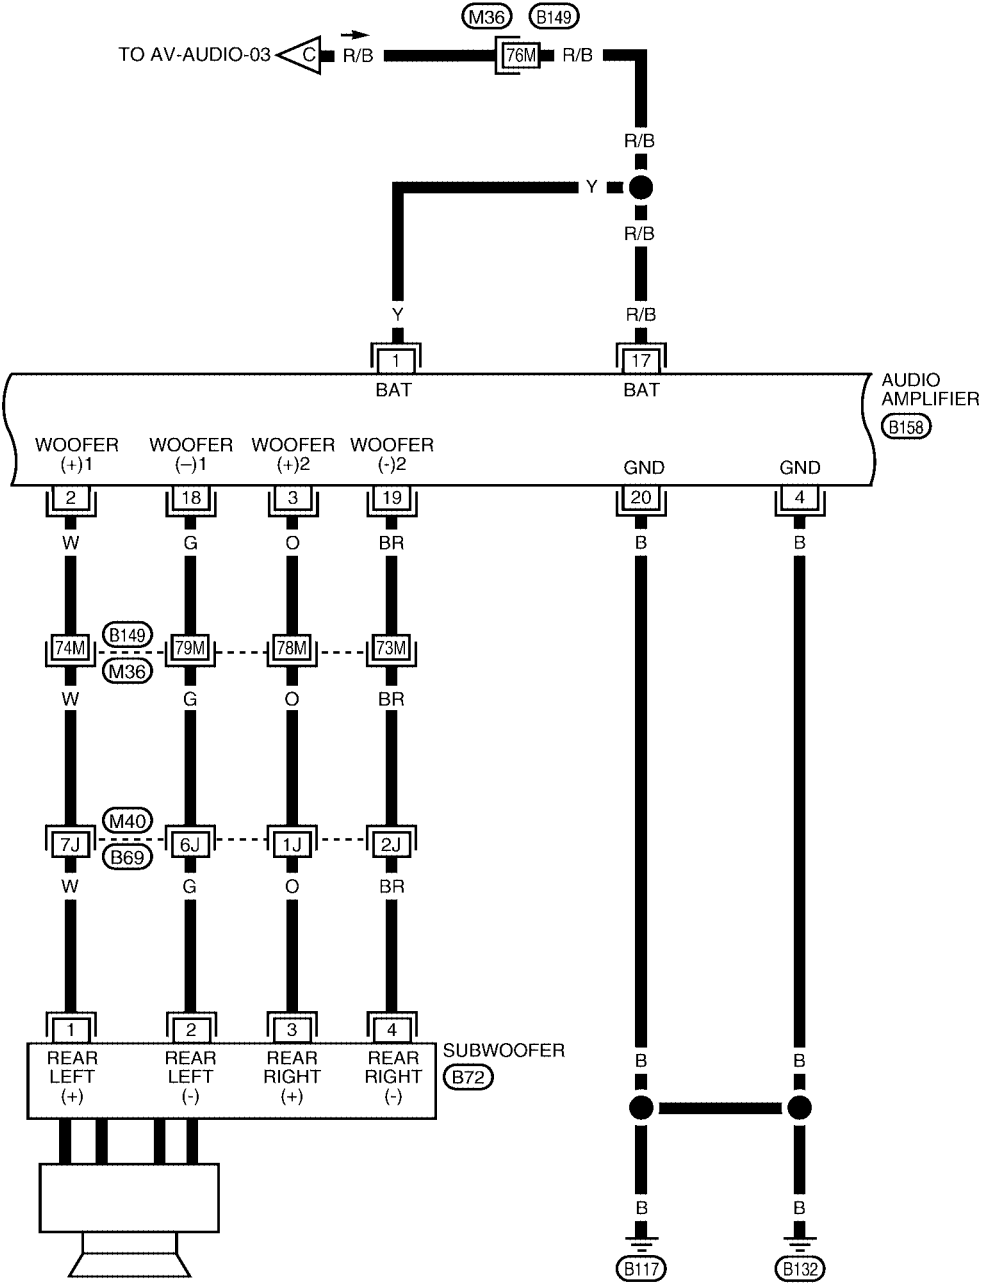 M36 B149
TO AV-AUDIO-03 C R/B 76M R/B
R/B
Y
R/B
Y R/B
1 17
BAT BAT
AUDIO
AMPLIFIER
B158
WOOFER WOOFER WOOFER WOOFER
(+)1 (–)1 (+)2 (-)2
GND GND
2 18 3 19 20 4
W G O BR B B
B149
74M 79M 78M 73M
M36
W G O BR
M40
7J 6J 1J 2J
B69
W G O BR
1 2 3 4
SUBWOOFER
B72
REAR REAR REAR REAR
LEFT LEFT RIGHT RIGHT
(+) (-) (+) (-)
B B
B B
B117 B132